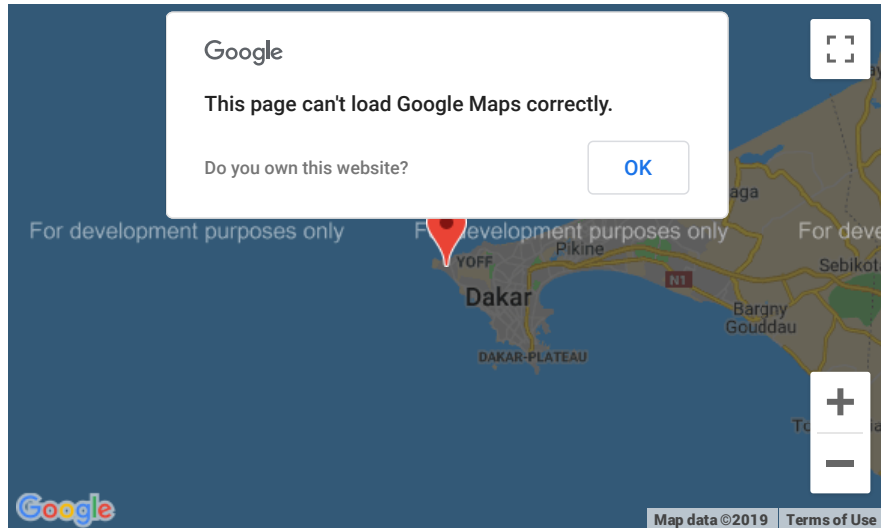 Google
This page can't load Google Maps correctly.
Do you own this website?
OK
aga
For development purposes only
development purposes only
For deve
YOFF
Pikine
Sebikota
N1
Dakar
Bargny
Gouddau
DAKAR-PLATEAU
Google
Map data ©2019
Terms of Use